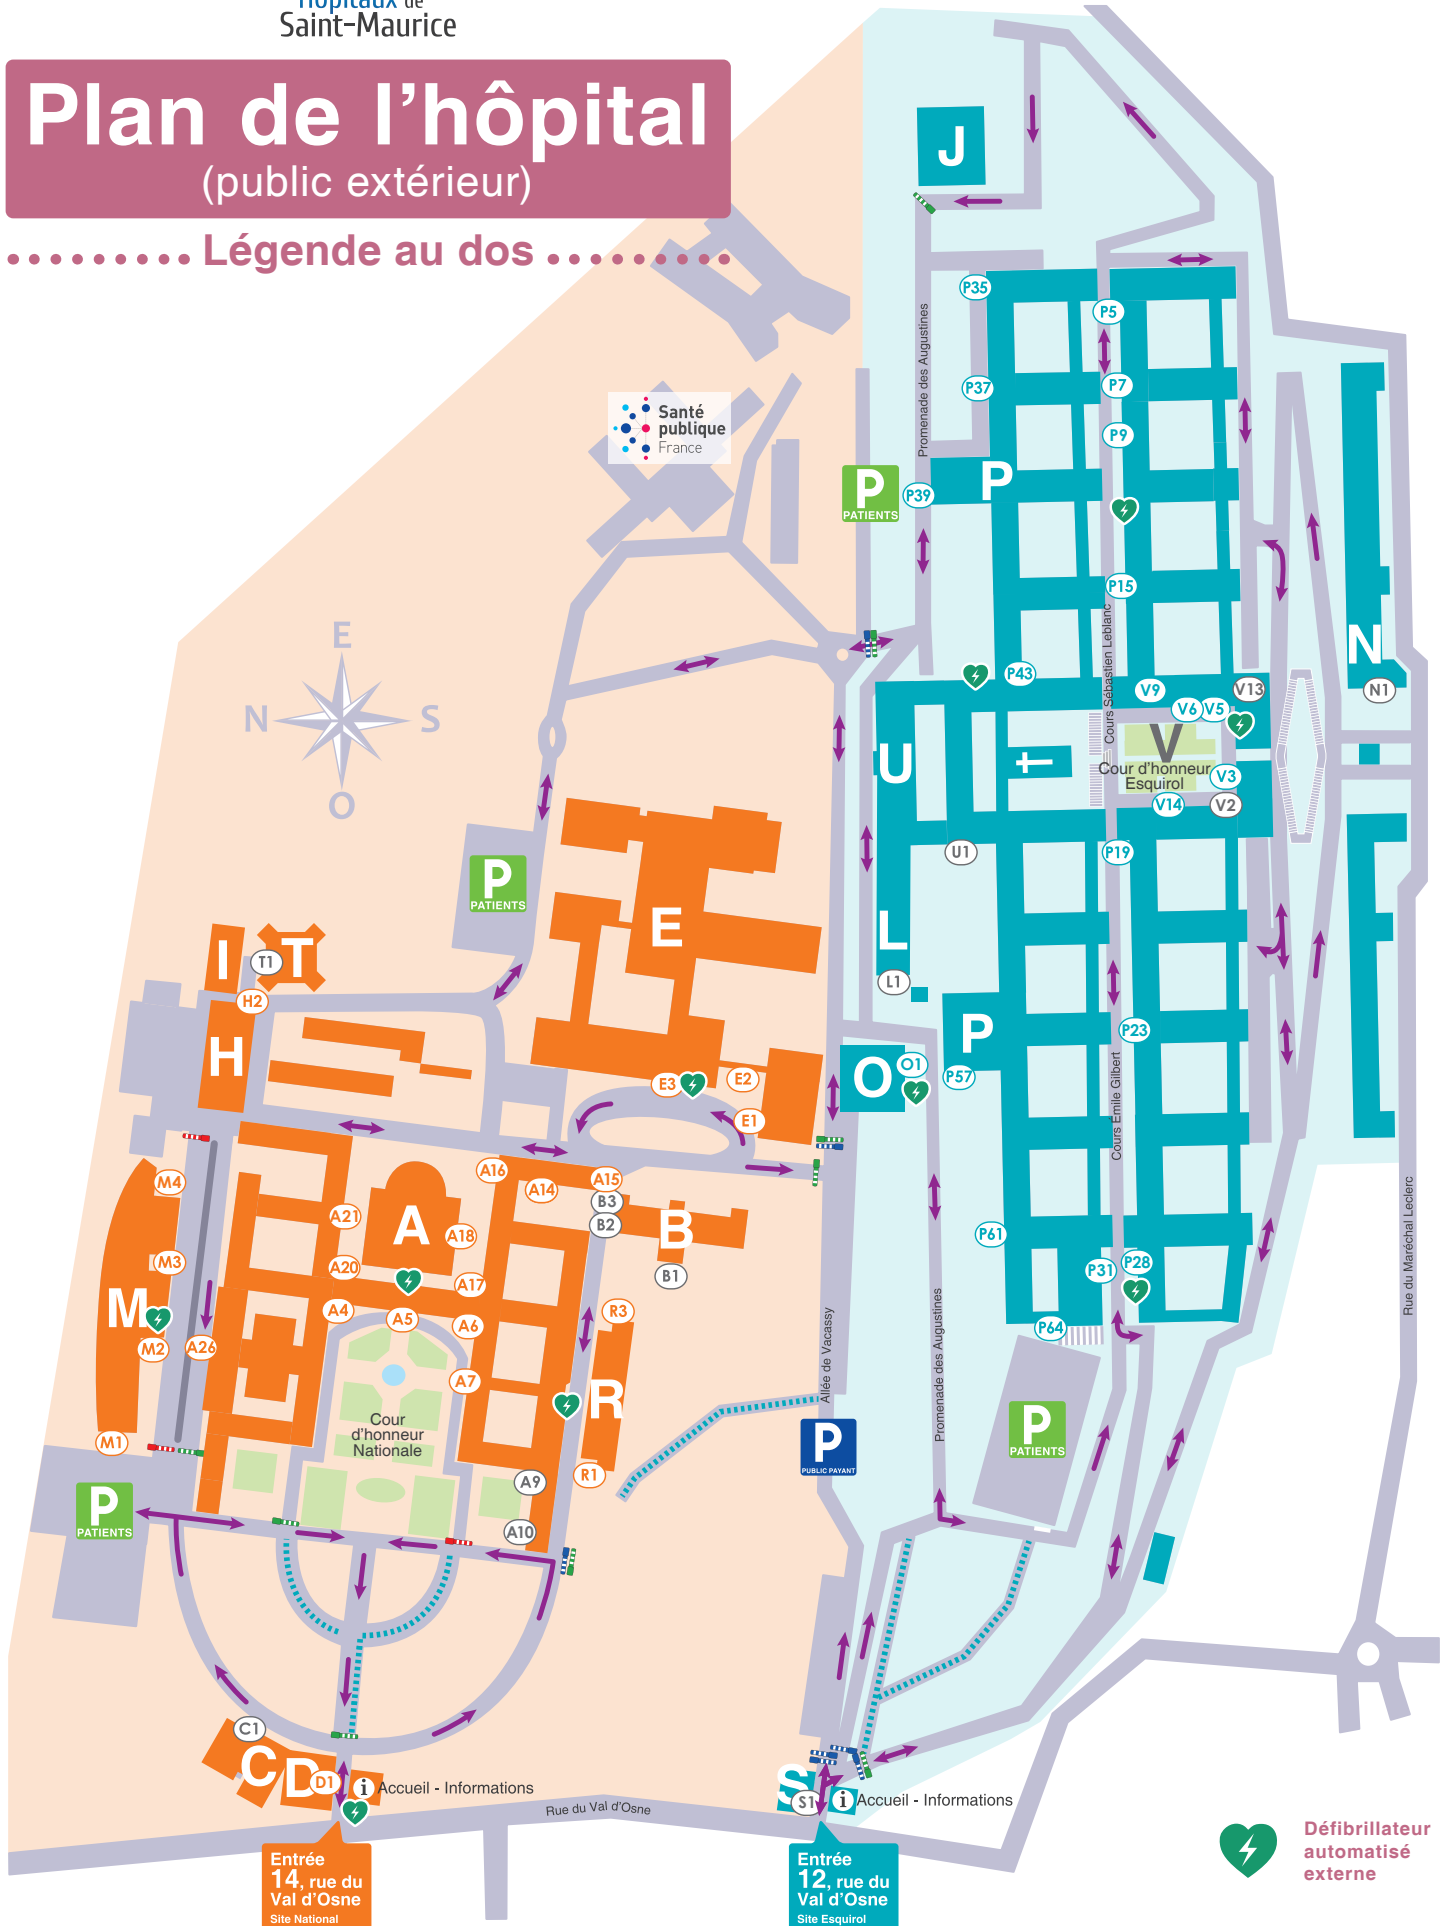 Hôpitaux de
Saint-Maurice
Plan de l'hôpital
(public extérieur)
Légende au dos
J
P35
P5
Promenade des Augustines
P37
P7
Santé
publique
France
P9
P
P
PATIENTS
P39
P15
Cours Sébastien Leblanc
N
N1
E
N
S
O
P43
V9
V13
V6
V5
V
Cour d'honneur
Esquirol
V3
V14
V2
U
U1
P19
P
PATIENTS
E
L
L1
I
T
T1
H2
H
P
P23
O
O1
P57
E3
E2
E1
Cours Emile Gilbert
M4
A16
A14
A15
B3
B2
B
B1
A21
A
A18
M3
A20
A17
P61
P31
P28
Rue du Maréchal Leclerc
M
M2
A26
A4
A5
A6
R3
P64
A7
R
Allée de Vacassy
Promenade des Augustines
Cour
d'honneur
Nationale
M1
P
PUBLIC PAYANT
P
PATIENTS
R1
A9
A10
P
PATIENTS
C1
C
D
D1
i
Accueil - Informations
S
S1
i
Accueil - Informations
Rue du Val d'Osne
Entrée
14, rue du
Val d'Osne
Site National
Entrée
12, rue du
Val d'Osne
Site Esquirol
Défibrillateur
automatisé
externe